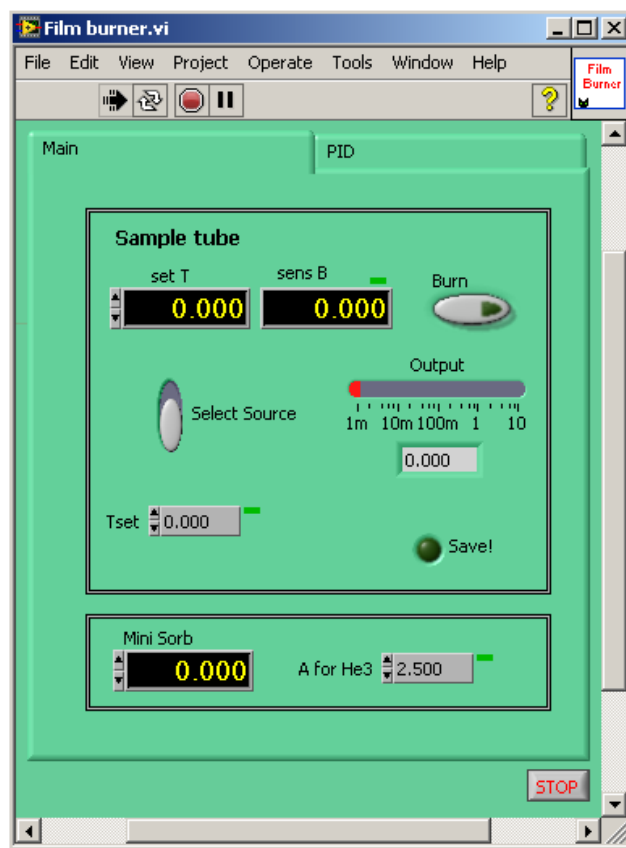 Film burner.vi
File Edit View Project Operate Tools Window Help
Film
Burner
?
Main
PID
Sample tube
set T
sens B
Burn
0.000
0.000
Output
Select Source
1m 10m 100m 1 10
0.000
Tset 0.000
Save!
Mini Sorb
0.000
A for He3 2.500
STOP